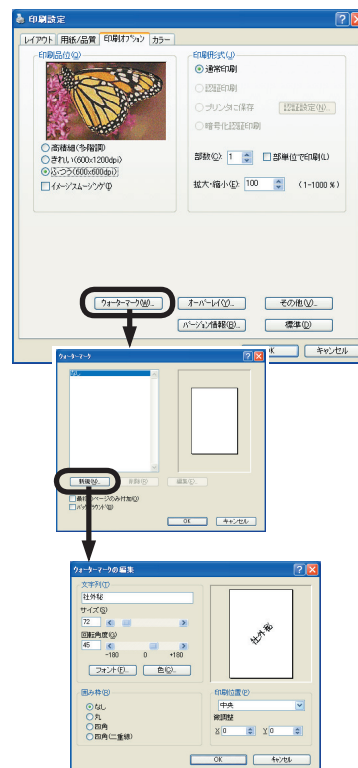 印刷設定
レイアウト 用紙/品質 印刷オプション カラー
印刷品位(Q)
高精細(多階調)
きれい(600x1200dpi)
ふつう(600x600dpi)
イメージスムージング(I)
印刷形式(J)
通常印刷
認証印刷
プリンタに保存 認証設定(N)...
暗号化認証印刷
部数(C): 1 部単位で印刷(L)
拡大・縮小(E): 100 (1-1000 %)
ウォーターマーク(W)... オーバーレイ(Y)... その他(V)...
バージョン情報(B)... 標準(D)
OK キャンセル
ウォーターマーク
なし
新規(N)... 削除(R) 編集(E)...
最初のページのみ付加(O)
バックグラウンド(B)
OK キャンセル
ウォーターマークの編集
文字列(T)
社外秘
サイズ(S)
72
回転角度(G)
45
-180 0 +180
フォント(F)... 色(C)...
社外秘
囲み枠(R)
なし
丸
四角
四角(二重線)
印刷位置(P)
中央
微調整
X 0 Y 0
OK キャンセル